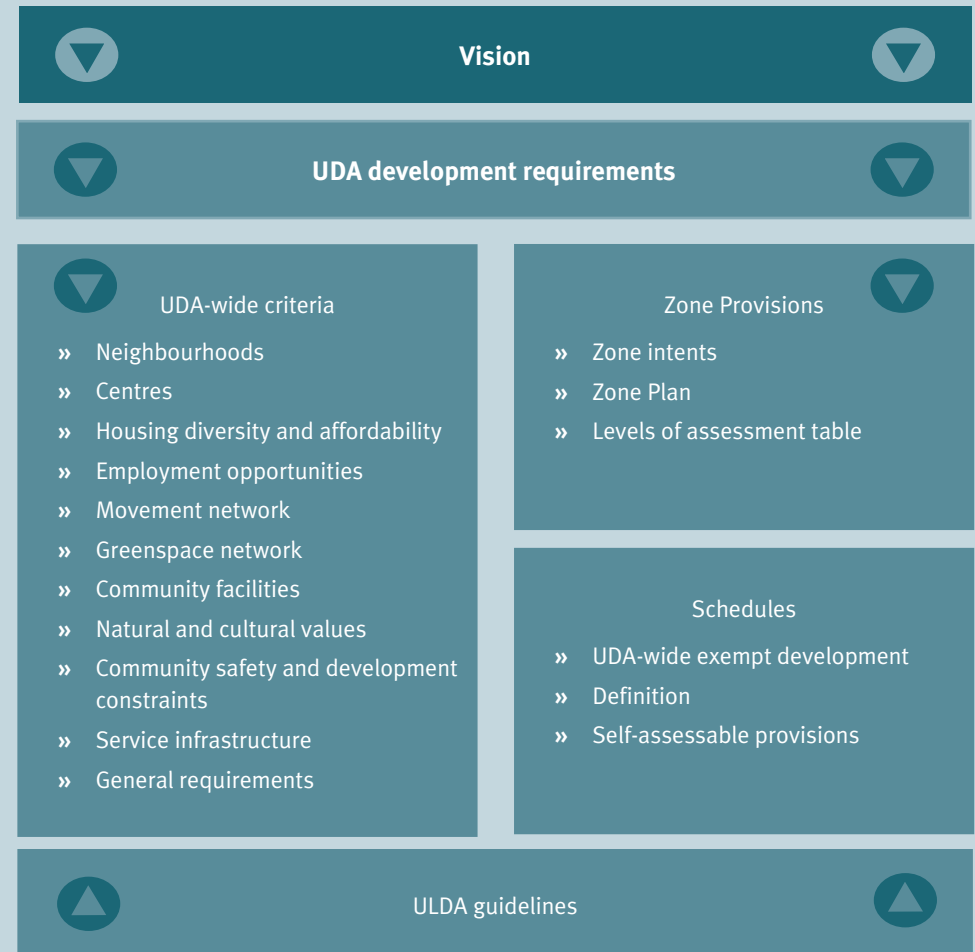 Vision
UDA development requirements
UDA-wide criteria
» Neighbourhoods
» Centres
» Housing diversity and affordability
» Employment opportunities
» Movement network
» Greenspace network
» Community facilities
» Natural and cultural values
» Community safety and development
constraints
» Service infrastructure
» General requirements
Zone Provisions
» Zone intents
» Zone Plan
» Levels of assessment table
Schedules
» UDA-wide exempt development
» Definition
» Self-assessable provisions
ULDA guidelines